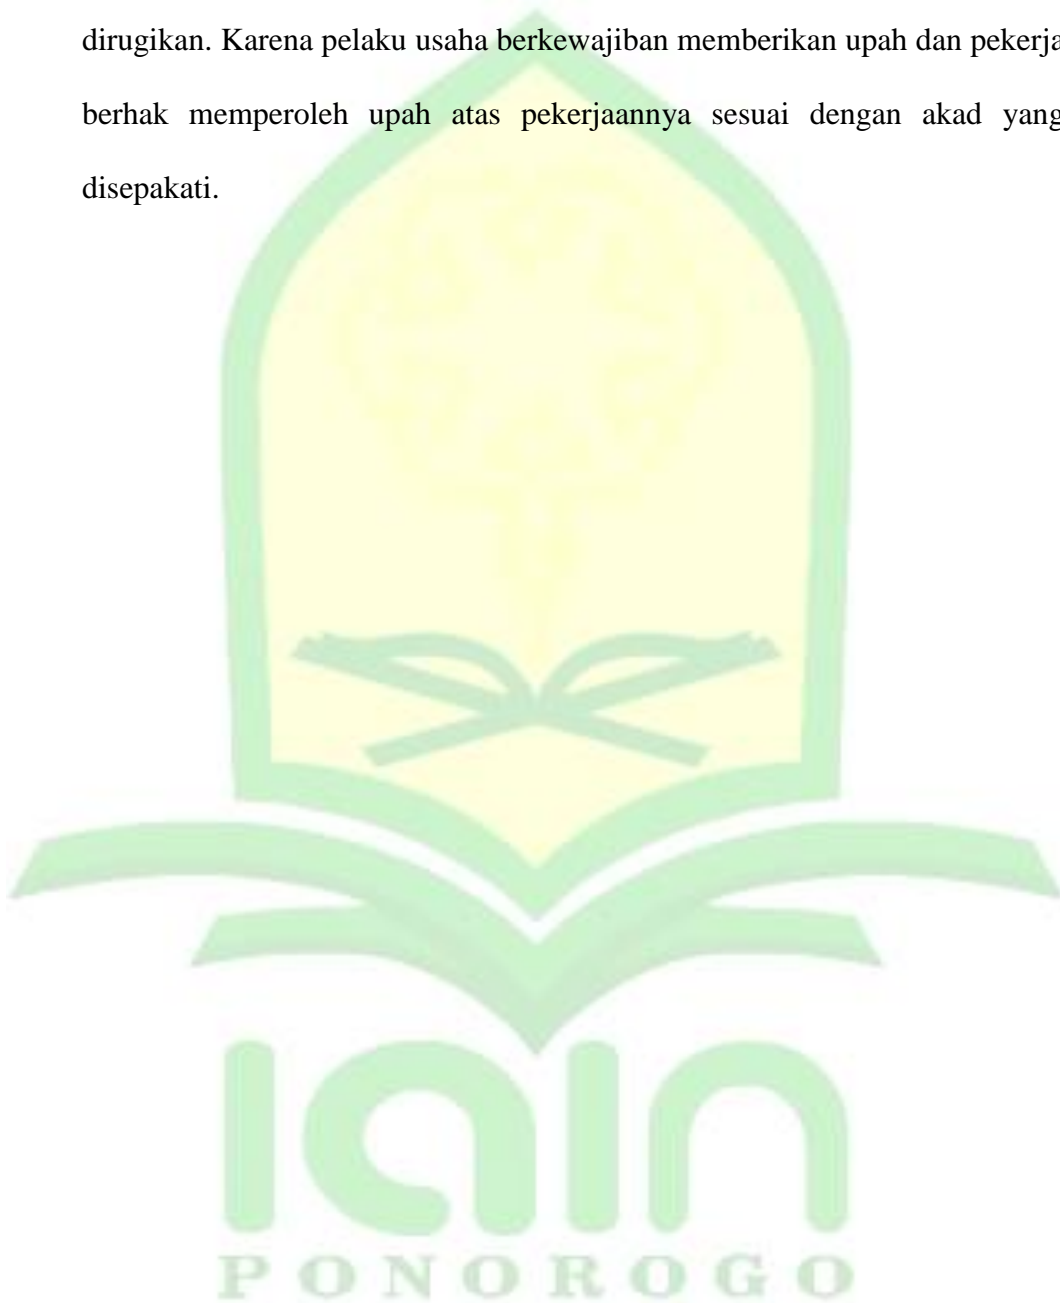 dirugikan. Karena pelaku usaha berkewajiban memberikan upah dan pekerja
berhak memperoleh upah atas pekerjaannya sesuai dengan akad yang
disepakati.
iain
PONOROGO